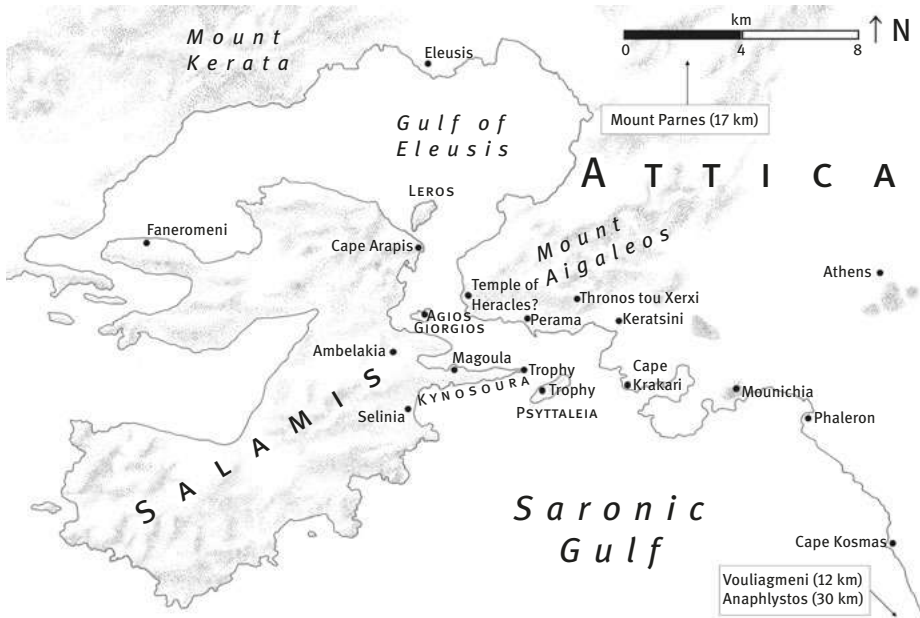 Mount
Kerata
Eleusis
km
0 4 8
N
Mount Parnes (17 km)
Gulf of
Eleusis
ATTICA
LEROS
Faneromeni
Cape Arapis
Mount
Aigaleos
Athens
Temple of
Heracles?
Thronos tou Xerxi
AGIOS
GIORGIOS
Perama
Keratsini
Ambelakia
Magoula
Trophy
Cape
Krakari
KYNOSOURA
Trophy
Mounichia
PSYTTALEIA
Selinia
Phaleron
SALAMIS
Saronic
Gulf
Cape Kosmas
Vouliagmeni (12 km)
Anaphlystos (30 km)